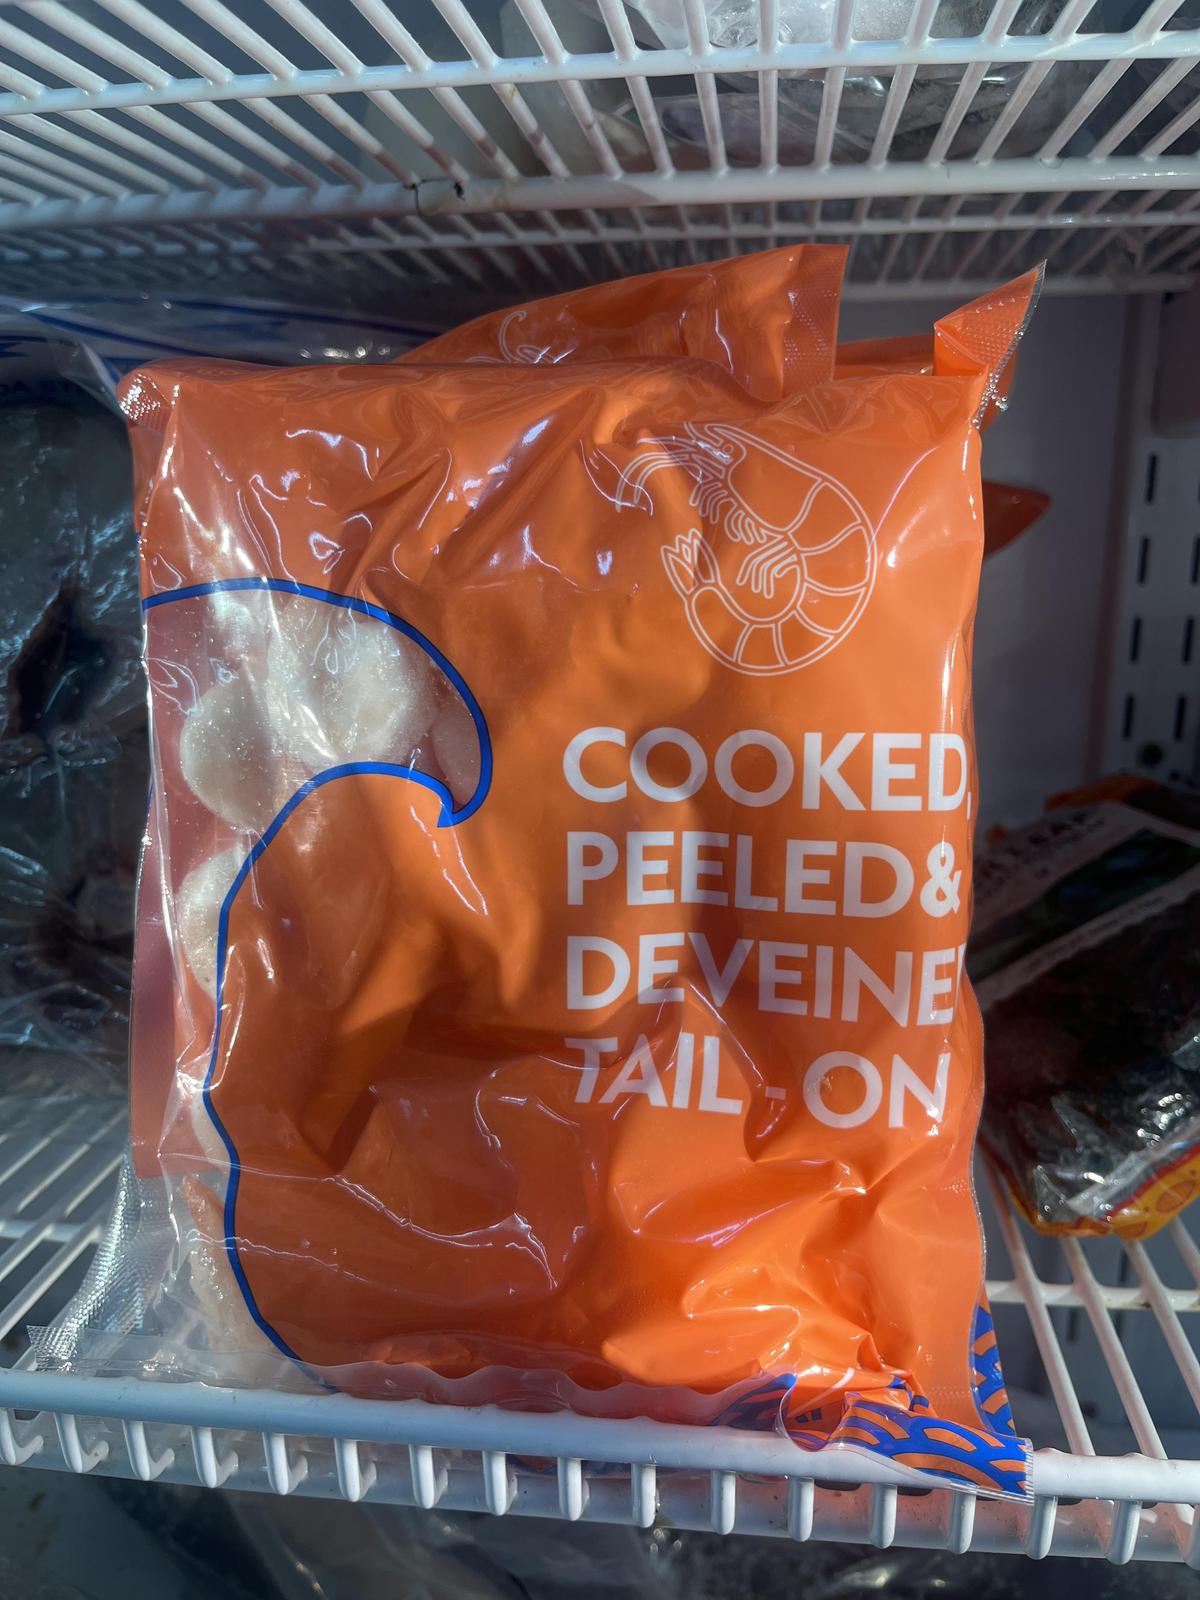 COOKED,
PEELED &
DEVEINE
TAIL-ON